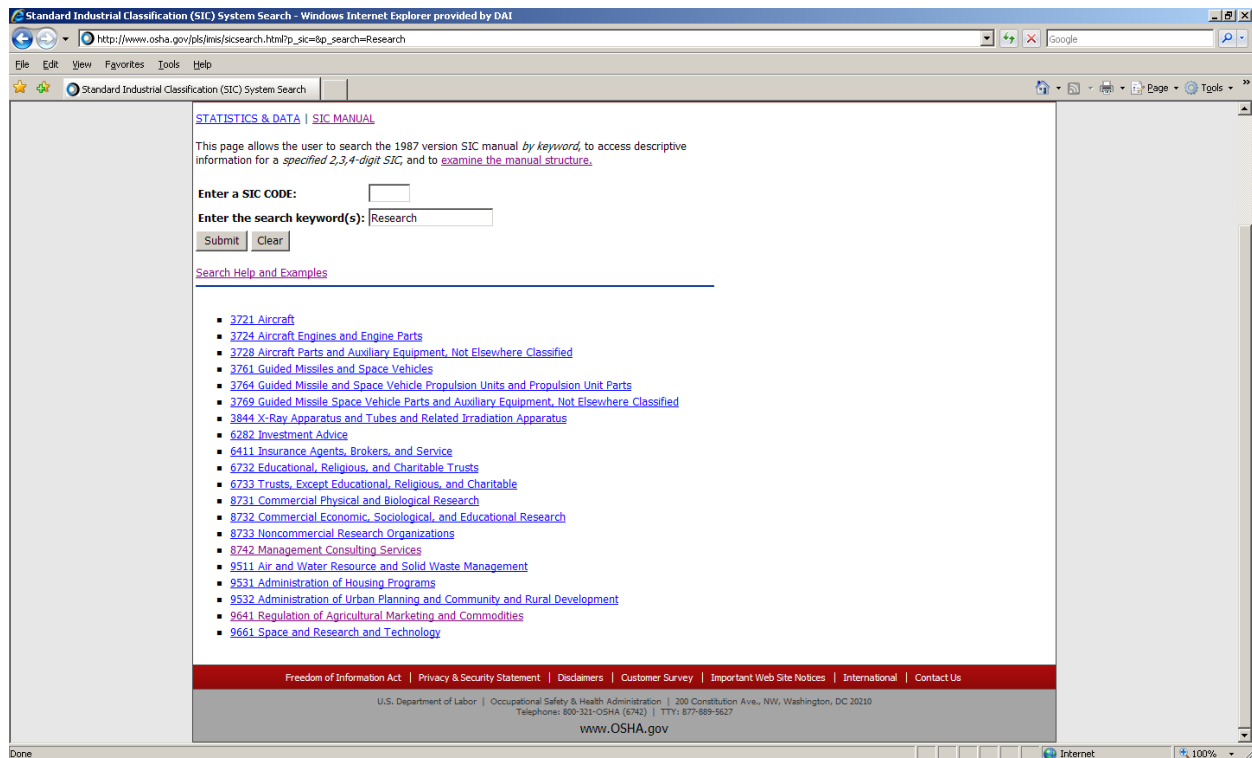 Standard Industrial Classification (SIC) System Search - Windows Internet Explorer provided by DAI
http://www.osha.gov/pls/imis/sicsearch.html?p_sic=&p_search=Research
Google
File Edit View Favorites Tools Help
Standard Industrial Classification (SIC) System Search
Page Tools »
STATISTICS & DATA | SIC MANUAL
This page allows the user to search the 1987 version SIC manual by keyword, to access descriptive
information for a specified 2,3,4-digit SIC, and to examine the manual structure.
Enter a SIC CODE:
Enter the search keyword(s): Research
Submit Clear
Search Help and Examples
3721 Aircraft
3724 Aircraft Engines and Engine Parts
3728 Aircraft Parts and Auxiliary Equipment, Not Elsewhere Classified
3761 Guided Missiles and Space Vehicles
3764 Guided Missile and Space Vehicle Propulsion Units and Propulsion Unit Parts
3769 Guided Missile Space Vehicle Parts and Auxiliary Equipment, Not Elsewhere Classified
3844 X-Ray Apparatus and Tubes and Related Irradiation Apparatus
6282 Investment Advice
6411 Insurance Agents, Brokers, and Service
6732 Educational, Religious, and Charitable Trusts
6733 Trusts, Except Educational, Religious, and Charitable
8731 Commercial Physical and Biological Research
8732 Commercial Economic, Sociological, and Educational Research
8733 Noncommercial Research Organizations
8742 Management Consulting Services
9511 Air and Water Resource and Solid Waste Management
9531 Administration of Housing Programs
9532 Administration of Urban Planning and Community and Rural Development
9641 Regulation of Agricultural Marketing and Commodities
9661 Space and Research and Technology
Freedom of Information Act | Privacy & Security Statement | Disclaimers | Customer Survey | Important Web Site Notices | International | Contact Us
U.S. Department of Labor | Occupational Safety & Health Administration | 200 Constitution Ave., NW, Washington, DC 20210
Telephone: 800-321-OSHA (6742) | TTY: 877-889-5627
www.OSHA.gov
Done
Internet
100%